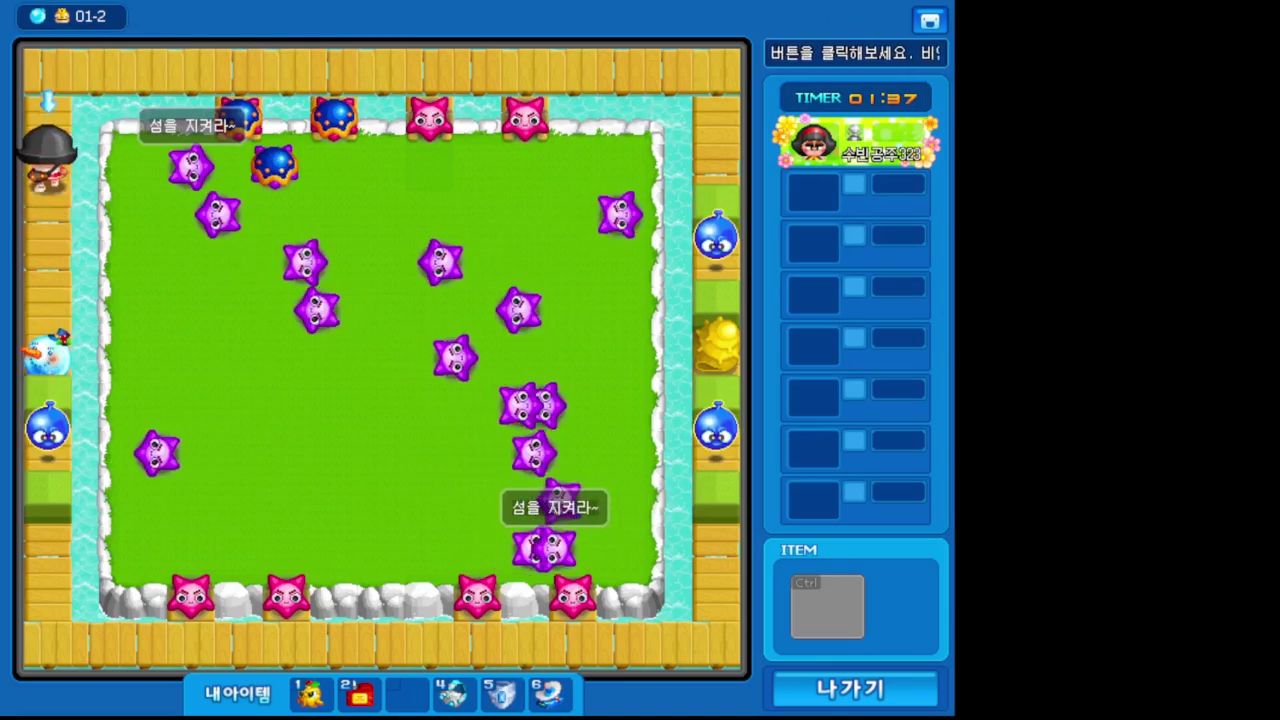 01-2
버튼을 클릭해보세요. 비
TIMER 01:37
섬을 지켜라~
수빈공주323
섬을 지켜라~
ITEM
Ctrl
내아이템
1
2
4
5
6
나가기